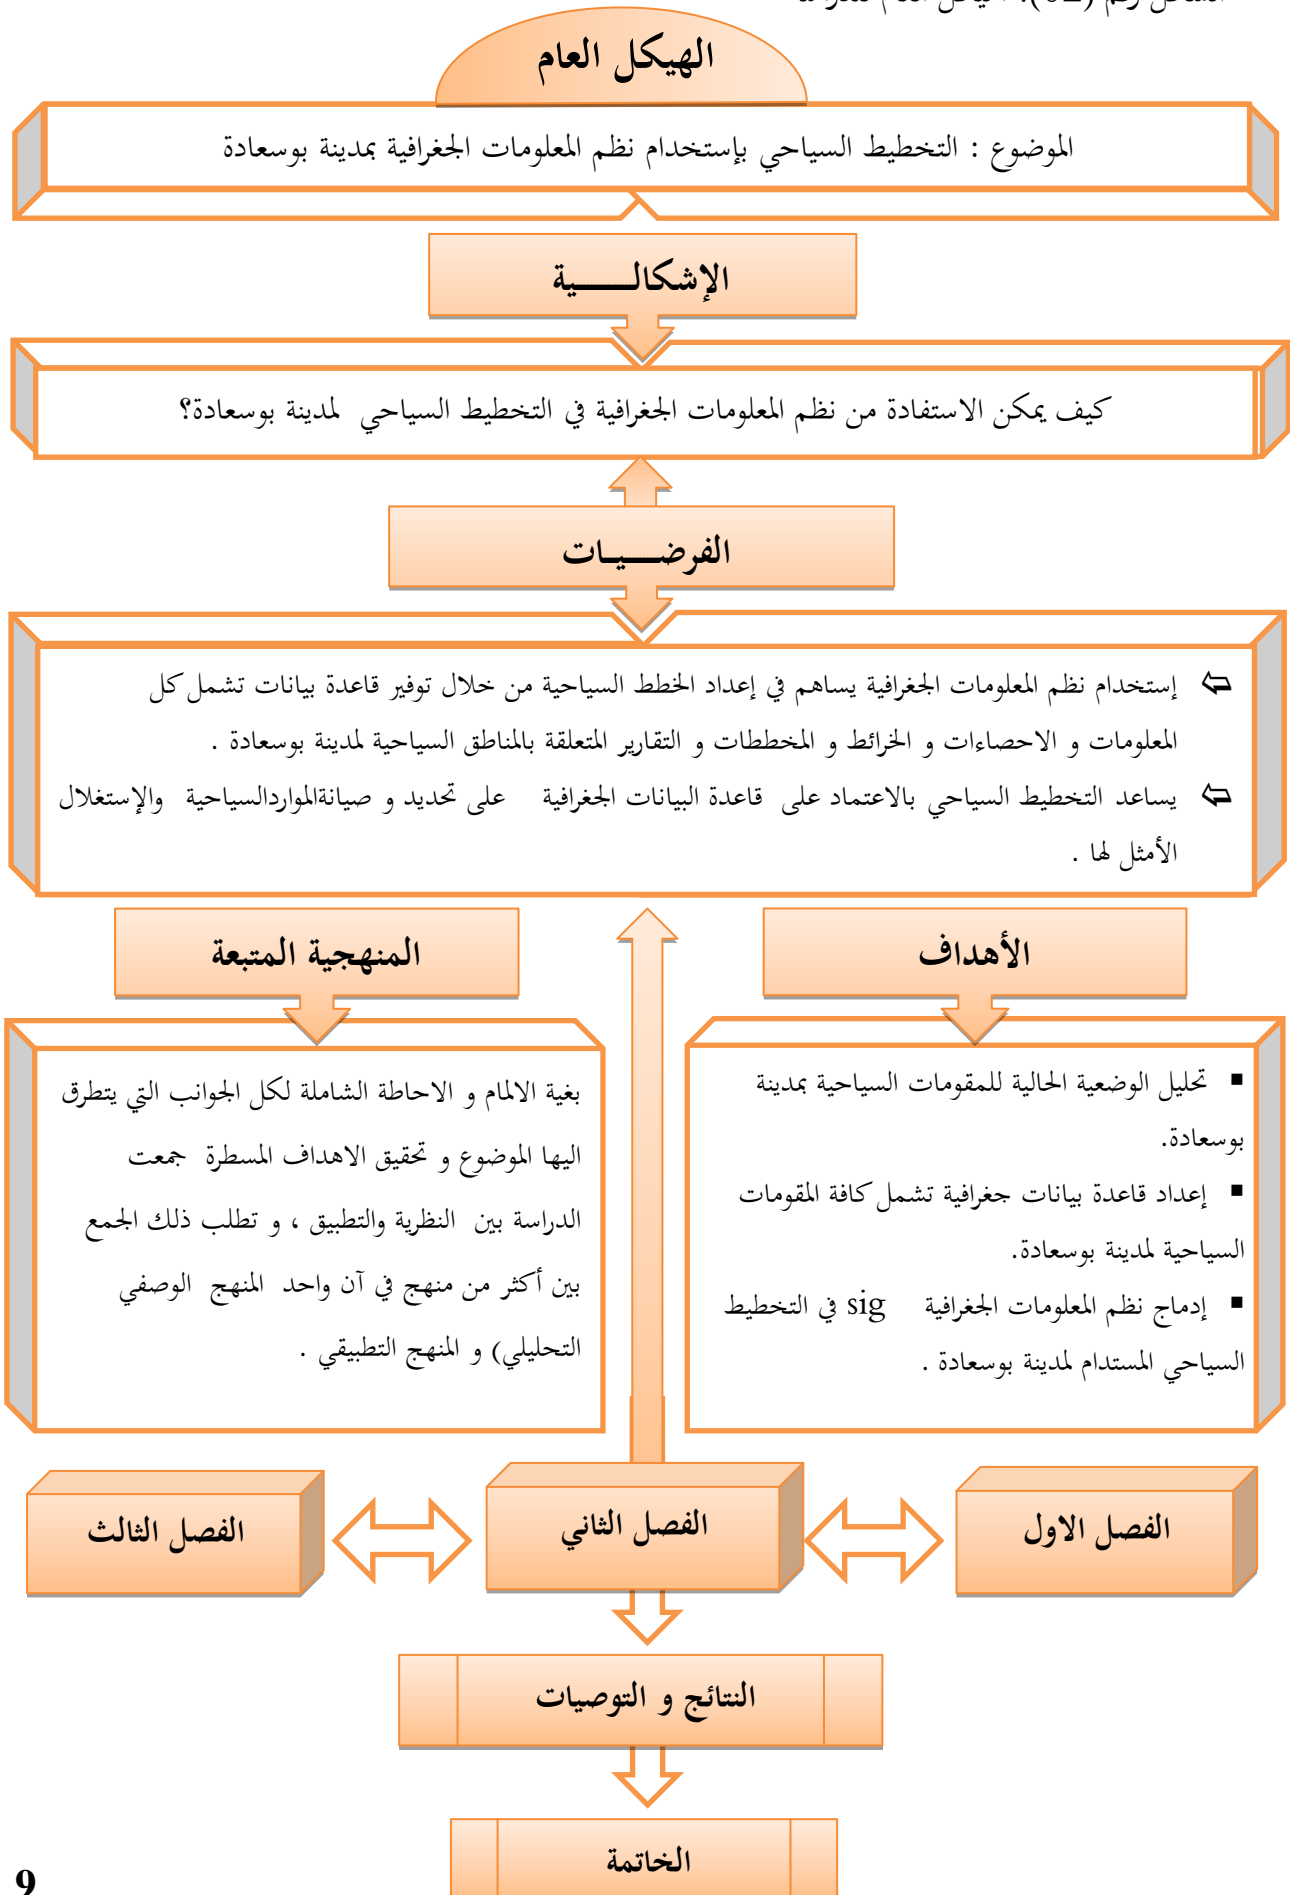 الهيكل العام
الموضوع : التخطيط السياحي بإستخدام نظم المعلومات الجغرافية بمدينة بوسعادة
الإشكالـــــــية
كيف يمكن الاستفادة من نظم المعلومات الجغرافية في التخطيط السياحي لمدينة بوسعادة؟
الفرضـــــيـات
إستخدام نظم المعلومات الجغرافية يساهم في إعداد الخطط السياحية من خلال توفير قاعدة بيانات تشمل كل
المعلومات و الاحصاءات و الخرائط و المخططات و التقارير المتعلقة بالمناطق السياحية لمدينة بوسعادة .
يساعد التخطيط السياحي بالاعتماد على قاعدة البيانات الجغرافية على تحديد و صيانةالمواردالسياحية والإستغلال
الأمثل لها .
الأهداف
▪ تحليل الوضعية الحالية للمقومات السياحية بمدينة
بوسعادة.
▪ إعداد قاعدة بيانات جغرافية تشمل كافة المقومات
السياحية لمدينة بوسعادة.
▪ إدماج نظم المعلومات الجغرافية sig في التخطيط
السياحي المستدام لمدينة بوسعادة .
المنهجية المتبعة
بغية الالمام و الاحاطة الشاملة لكل الجوانب التي يتطرق
اليها الموضوع و تحقيق الاهداف المسطرة جمعت
الدراسة بين النظرية والتطبيق ، و تطلب ذلك الجمع
بين أكثر من منهج في آن واحد المنهج الوصفي
التحليلي) و المنهج التطبيقي .
الفصل الاول
الفصل الثاني
الفصل الثالث
النتائج و التوصيات
الخاتمة
9